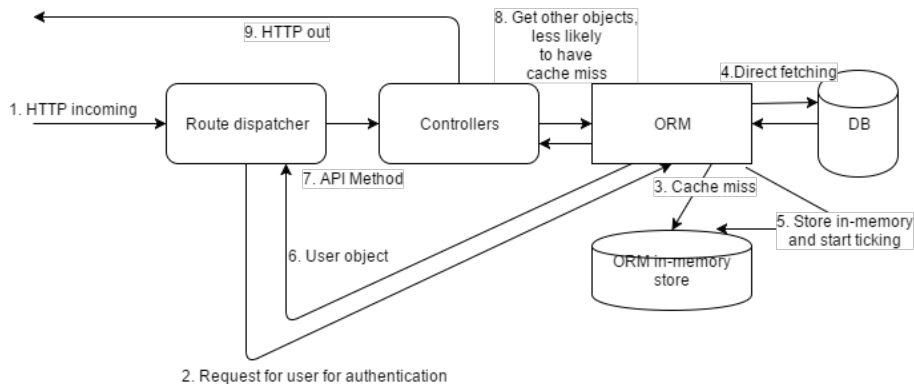 9. HTTP out
8. Get other objects,
less likely
to have
cache miss
4.Direct fetching
1. HTTP incoming
Route dispatcher
Controllers
ORM
DB
7. API Method
3. Cache miss
5. Store in-memory
and start ticking
6. User object
ORM in-memory
store
2. Request for user for authentication